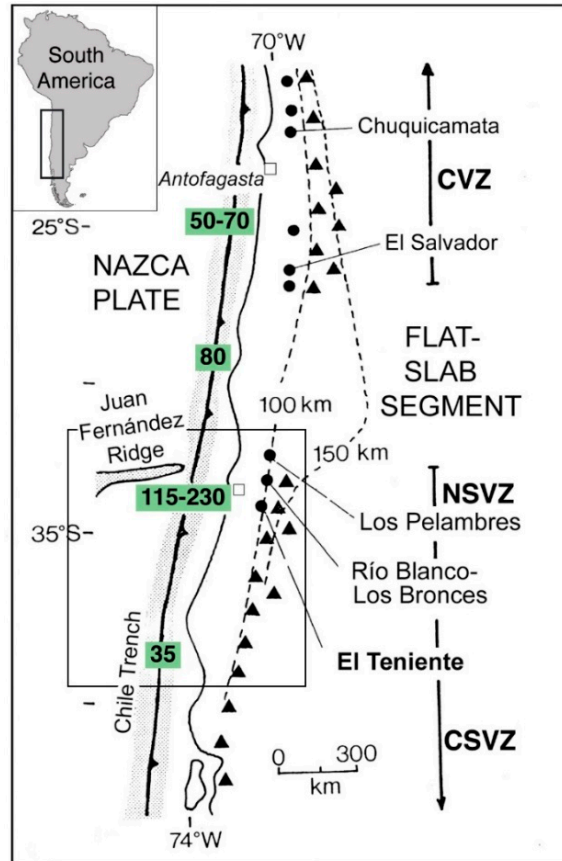 South
America
70°W
Chuquicamata
Antofagasta
CVZ
50-70
25°S
El Salvador
NAZCA
PLATE
FLAT-
SLAB
SEGMENT
80
Juan
Fernández
Ridge
100 km
150 km
115-230
NSVZ
Los Pelambres
35°S
Río Blanco-
Los Bronces
El Teniente
35
Chile Trench
CSVZ
0 300
km
74°W